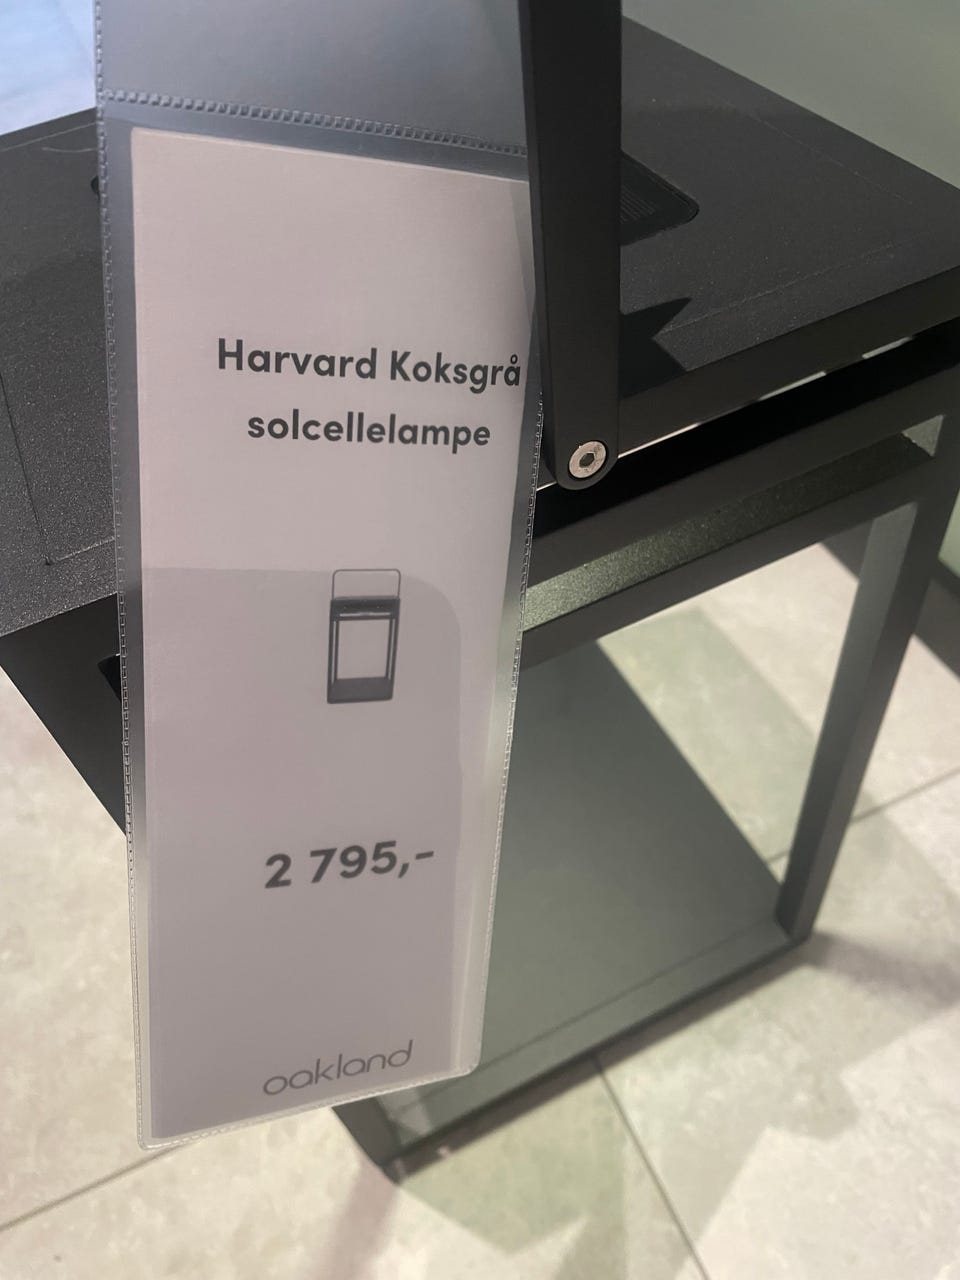 Harvard Koksgrå
solcellelampe
2 795,-
oakland